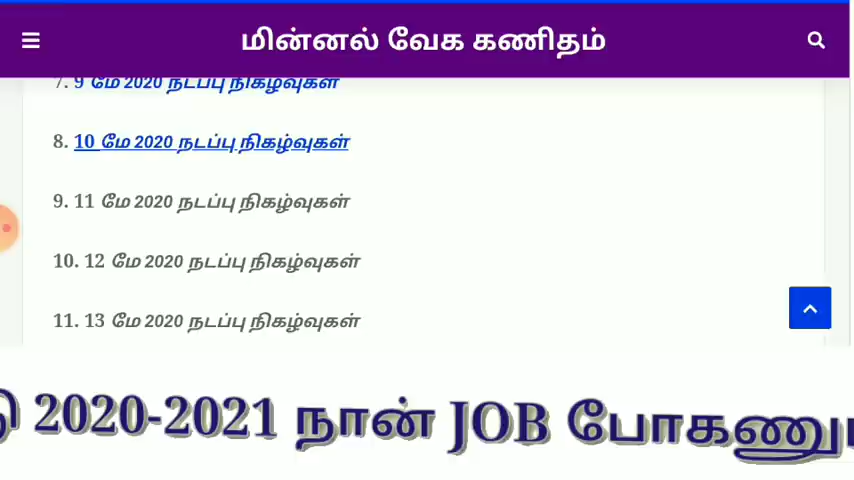 மின்னல் வேக கணிதம்
7. 9 மே 2020 நடப்பு நிகழ்வுகள்
8. 10 மே 2020 நடப்பு நிகழ்வுகள்
9. 11 மே 2020 நடப்பு நிகழ்வுகள்
10. 12 மே 2020 நடப்பு நிகழ்வுகள்
11. 13 மே 2020 நடப்பு நிகழ்வுகள்
2020-2021 நான் JOB